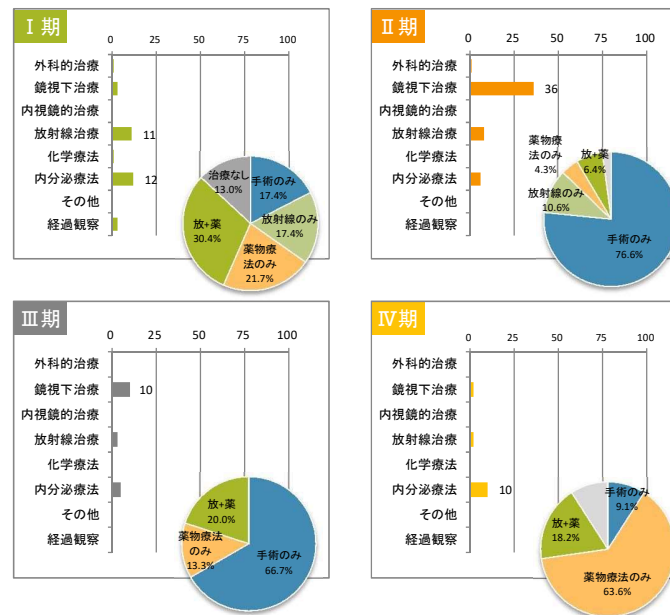 Ⅰ期
0 25 50 75 100
外科的治療
鏡視下治療
内視鏡的治療
放射線治療 11
化学療法
内分泌療法 12
その他
経過観察
治療なし
13.0%
手術のみ
17.4%
放射線のみ
17.4%
薬物療
法のみ
21.7%
放+薬
30.4%
Ⅱ期
0 25 50 75 100
外科的治療
鏡視下治療 36
内視鏡的治療
放射線治療
化学療法
内分泌療法
その他
経過観察
薬物療
法のみ
4.3%
放+薬
6.4%
放射線のみ
10.6%
手術のみ
76.6%
Ⅲ期
0 25 50 75 100
外科的治療
鏡視下治療 10
内視鏡的治療
放射線治療
化学療法
内分泌療法
その他
経過観察
放+薬
20.0%
薬物療法
のみ
13.3%
手術のみ
66.7%
Ⅳ期
0 25 50 75 100
外科的治療
鏡視下治療
内視鏡的治療
放射線治療
化学療法
内分泌療法 10
その他
経過観察
手術のみ
9.1%
放+薬
18.2%
薬物療法のみ
63.6%